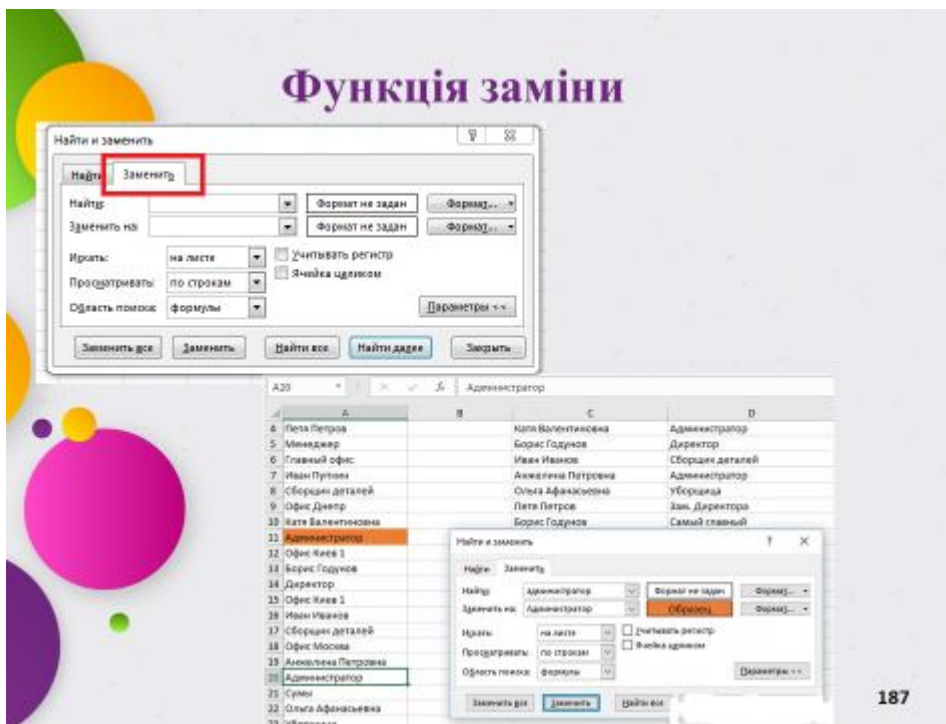 Функція заміни
Найти и заменить
Найти Заменить
Найти: Формат не задан Формат...
Заменить на: Формат не задан Формат...
Искать: на листе Учитывать регистр
Просматривать: по строкам Ячейка целиком
Область поиска: формулы Параметры <<
Заменить все Заменить Найти все Найти далее Закрыть
A20 fx Администратор
A B C D
4 Петя Петров Катя Валентиновна Администратор
5 Менеджер Борис Годунов Директор
6 Главный офис Иван Иванов Сборщик деталей
7 Иван Пупкин Анжелина Петровна Администратор
8 Сборщик деталей Ольга Афанасьевна Уборщица
9 Офис Днепр Петя Петров Зам. Директора
10 Катя Валентиновна Борис Годунов Самый главный
11 Администратор
12 Офис Киев 1
13 Борис Годунов
14 Директор
15 Офис Киев 1
16 Иван Иванов
17 Сборщик деталей
18 Офис Москва
19 Анжелина Петровна
20 Администратор
21 Сумы
22 Ольга Афанасьевна
Найти и заменить ? ×
Найти Заменить
Найти: администратор Формат не задан Формат...
Заменить на: Администратор Образец Формат...
Искать: на листе Учитывать регистр
Просматривать: по строкам Ячейка целиком
Область поиска: формулы Параметры <<
Заменить все Заменить Найти все
187